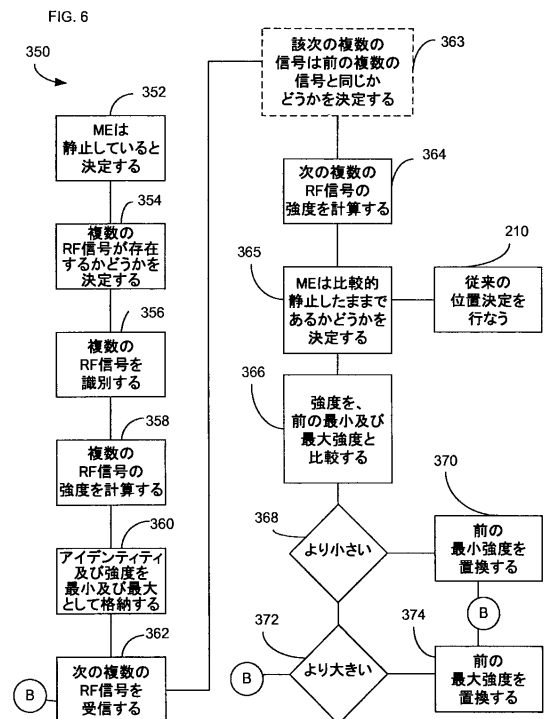 FIG. 6
350
352
MEは
静止していると
決定する
354
複数の
RF信号が存在
するかどうかを
決定する
356
複数の
RF信号を
識別する
358
複数の
RF信号の
強度を計算する
360
アイデンティティ
及び強度を
最小及び最大
として格納する
362
次の複数の
RF信号を
受信する
B
363
該次の複数の
信号は前の複数の
信号と同じか
どうかを決定する
364
次の複数の
RF信号の
強度を計算する
365
MEは比較的
静止したままで
あるかどうかを
決定する
210
従来の
位置決定を
行なう
366
強度を、
前の最小及び
最大強度と
比較する
368
より小さい
370
前の
最小強度を
置換する
B
372
より大きい
B
374
前の
最大強度を
置換する